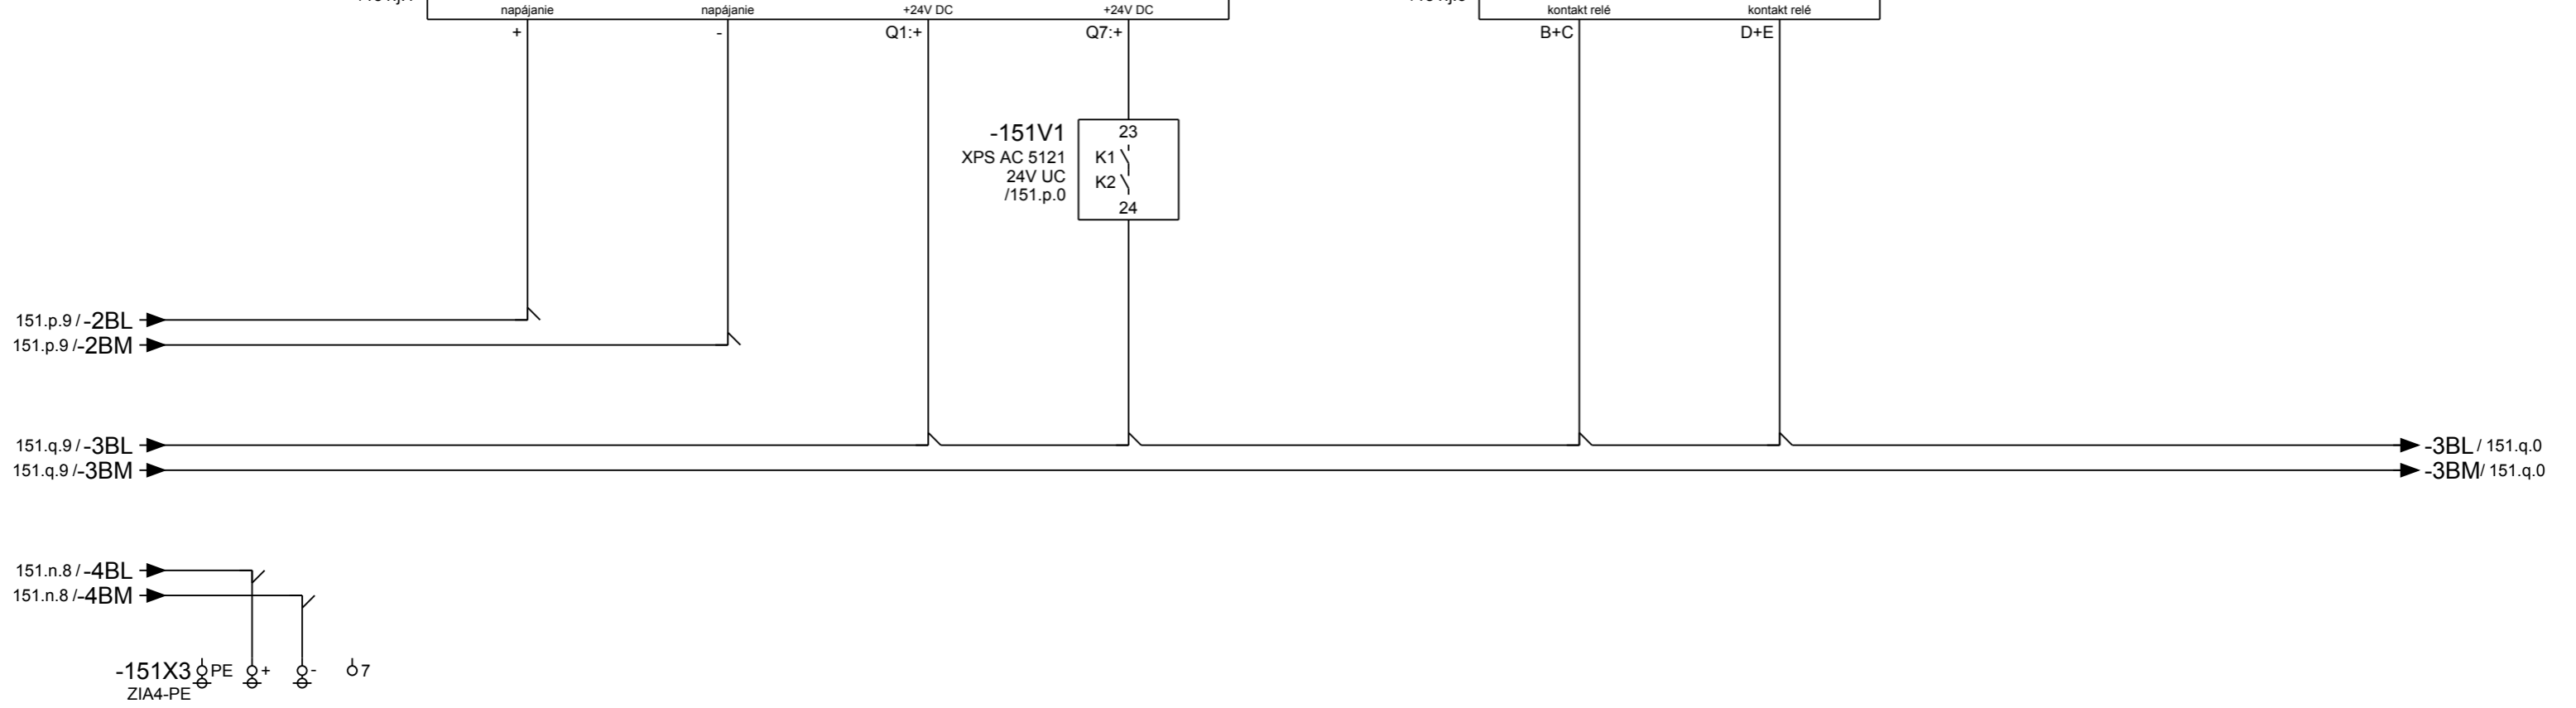 napájanie
napájanie
+24V DC
+24V DC
kontakt relé
kontakt relé
+
-
Q1:+
Q7:+
B+C
D+E
-151V1
XPS AC 5121
24V UC
/151.p.0
23
K1
K2
24
151.p.9 / -2BL
151.p.9 /-2BM
151.q.9 / -3BL
-3BL / 151.q.0
151.q.9 /-3BM
-3BM/ 151.q.0
151.n.8 / -4BL
151.n.8 /-4BM
-151X3 PE + - 7
ZIA4-PE